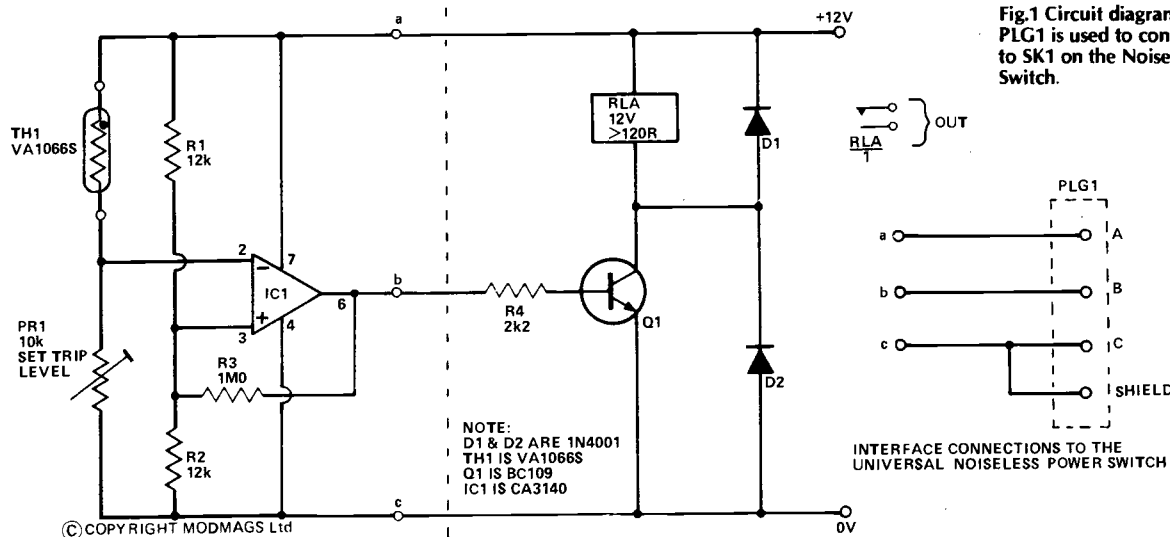 Fig.1 Circuit diagram
PLG1 is used to con
to SK1 on the Noise
Switch.
a
+12V
TH1
VA1066S
R1
12k
RLA
12V
>120R
D1
RLA
1
OUT
PLG1
a
A
b
B
c
C
SHIELD
INTERFACE CONNECTIONS TO THE
UNIVERSAL NOISELESS POWER SWITCH
2
7
−
IC1
6
+
3
4
b
R4
2k2
Q1
PR1
10k
SET TRIP
LEVEL
R3
1M0
D2
R2
12k
NOTE:
D1 & D2 ARE 1N4001
TH1 IS VA1066S
Q1 IS BC109
IC1 IS CA3140
c
0V
© COPYRIGHT MODMAGS Ltd